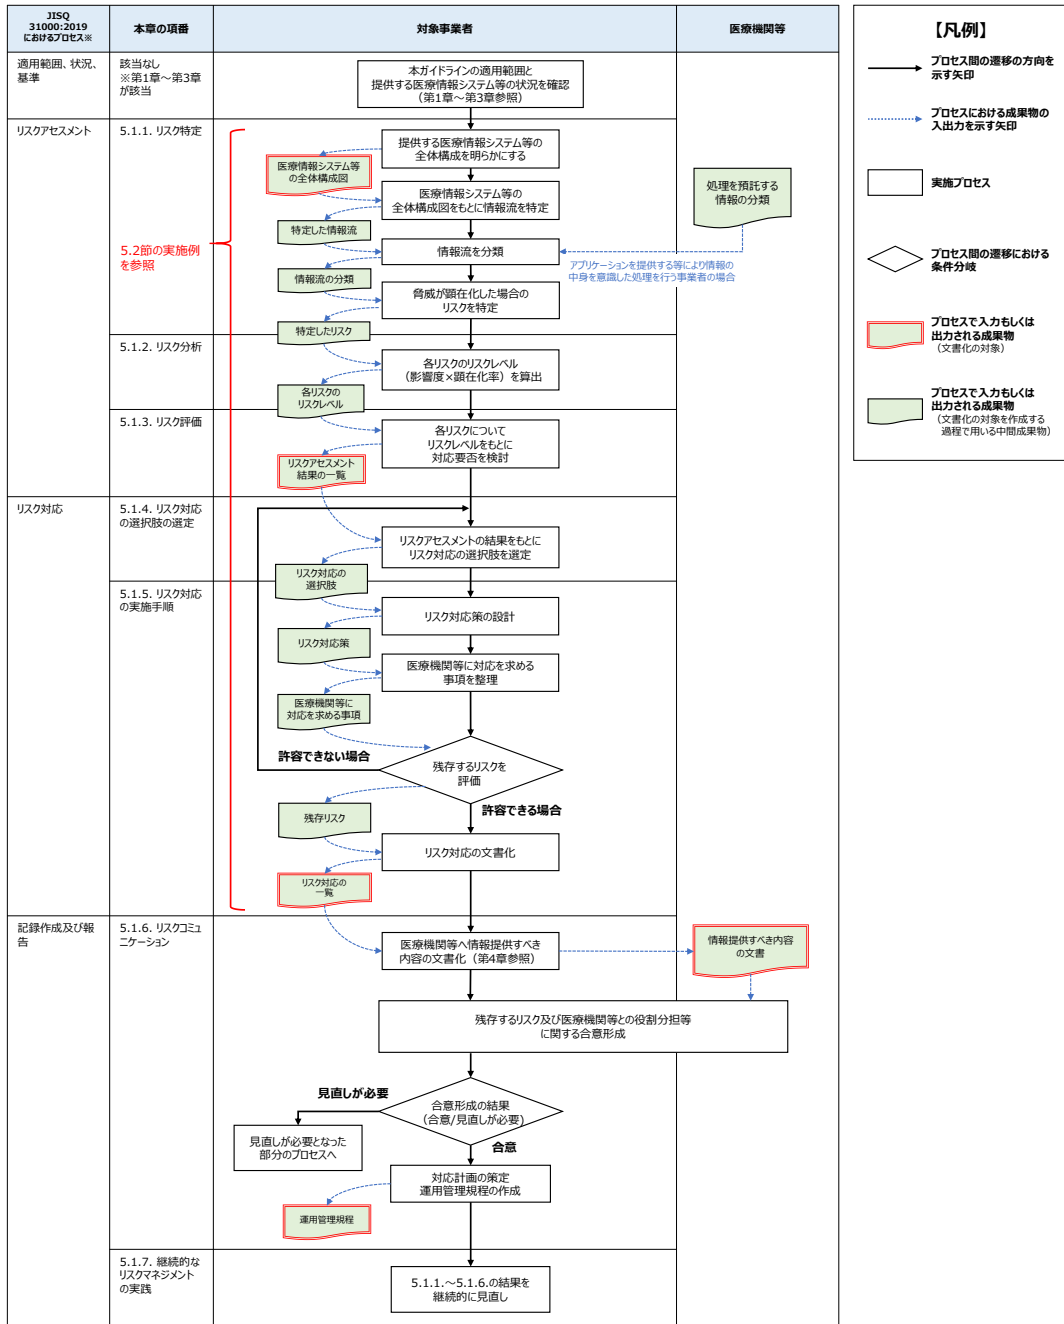 JISQ
31000:2019
におけるプロセス※
本章の項番
対象事業者
医療機関等
適用範囲、状況、
基準
該当なし
※第1章～第3章
が該当
本ガイドラインの適用範囲と
提供する医療情報システム等の状況を確認
（第1章～第3章参照）
リスクアセスメント
5.1.1. リスク特定
提供する医療情報システム等の
全体構成を明らかにする
医療情報システム等
の全体構成図
医療情報システム等の
全体構成図をもとに情報流を特定
処理を預託する
情報の分類
特定した情報流
5.2節の実施例
を参照
情報流を分類
アプリケーションを提供する等により情報の
中身を意識した処理を行う事業者の場合
情報流の分類
脅威が顕在化した場合の
リスクを特定
特定したリスク
5.1.2. リスク分析
各リスクのリスクレベル
（影響度×顕在化率）を算出
各リスクの
リスクレベル
5.1.3. リスク評価
各リスクについて
リスクレベルをもとに
対応要否を検討
リスクアセスメント
結果の一覧
リスク対応
5.1.4. リスク対応
の選択肢の選定
リスクアセスメントの結果をもとに
リスク対応の選択肢を選定
リスク対応の
選択肢
5.1.5. リスク対応
の実施手順
リスク対応策の設計
リスク対応策
医療機関等に対応を求める
事項を整理
医療機関等に
対応を求める事項
許容できない場合
残存するリスクを
評価
許容できる場合
残存リスク
リスク対応の文書化
リスク対応の
一覧
記録作成及び報
告
5.1.6. リスクコミュ
ニケーション
医療機関等へ情報提供すべき
内容の文書化（第4章参照）
情報提供すべき内容
の文書
残存するリスク及び医療機関等との役割分担等
に関する合意形成
見直しが必要
合意形成の結果
（合意/見直しが必要）
見直しが必要となった
部分のプロセスへ
合意
対応計画の策定
運用管理規程の作成
運用管理規程
5.1.7. 継続的な
リスクマネジメント
の実践
5.1.1.～5.1.6.の結果を
継続的に見直し
【凡例】
プロセス間の遷移の方向を
示す矢印
プロセスにおける成果物の
入出力を示す矢印
実施プロセス
プロセス間の遷移における
条件分岐
プロセスで入力もしくは
出力される成果物
（文書化の対象）
プロセスで入力もしくは
出力される成果物
（文書化の対象を作成する
過程で用いる中間成果物）